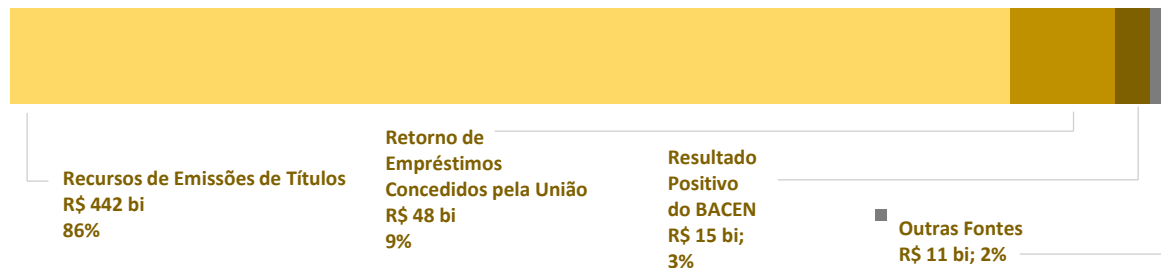 Recursos de Emissões de Títulos
R$ 442 bi
86%
Retorno de
Empréstimos
Concedidos pela União
R$ 48 bi
9%
Resultado
Positivo
do BACEN
R$ 15 bi;
3%
Outras Fontes
R$ 11 bi; 2%